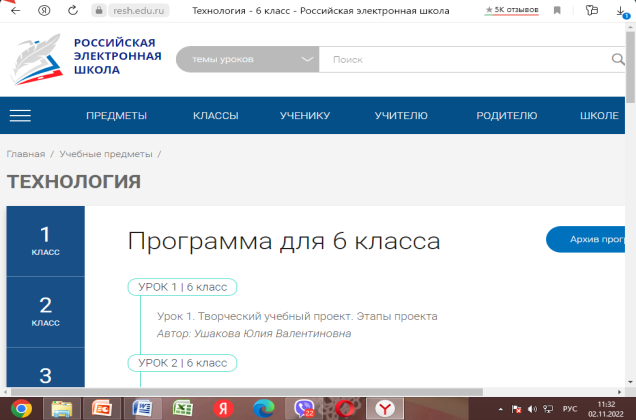 resh.edu.ru
Технология - 6 класс - Российская электронная школа
5К отзывов
1
РОССИЙСКАЯ
ЭЛЕКТРОННАЯ
ШКОЛА
темы уроков
Поиск
ПРЕДМЕТЫ КЛАССЫ УЧЕНИКУ УЧИТЕЛЮ РОДИТЕЛЮ ШКОЛЕ
Главная / Учебные предметы /
ТЕХНОЛОГИЯ
1
КЛАСС
2
КЛАСС
3
Программа для 6 класса
Архив прогр
УРОК 1 | 6 класс
Урок 1. Творческий учебный проект. Этапы проекта
Автор: Ушакова Юлия Валентиновна
УРОК 2 | 6 класс
22
РУС
11:32
02.11.2022